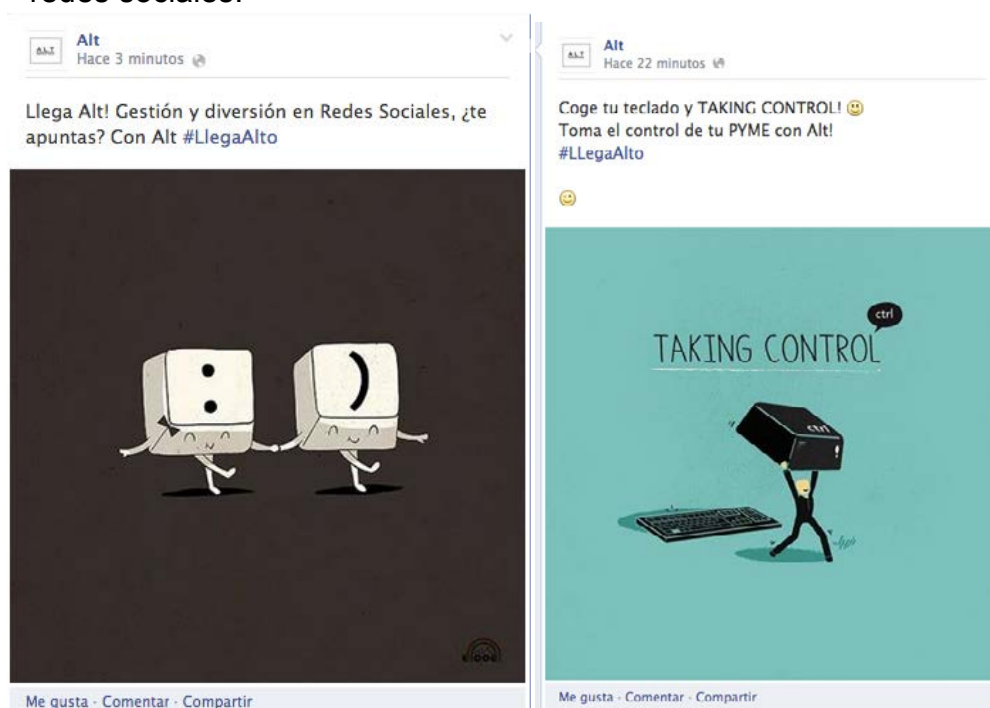 redes sociales.
Alt
Hace 3 minutos
Llega Alt! Gestión y diversión en Redes Sociales, ¿te
apuntas? Con Alt #LlegaAlto
:
)
Me gusta · Comentar · Compartir
ALT
Alt
Hace 22 minutos
Coge tu teclado y TAKING CONTROL!
Toma el control de tu PYME con Alt!
#LLegaAlto
ctrl
TAKING CONTROL
ctrl
Me gusta · Comentar · Compartir